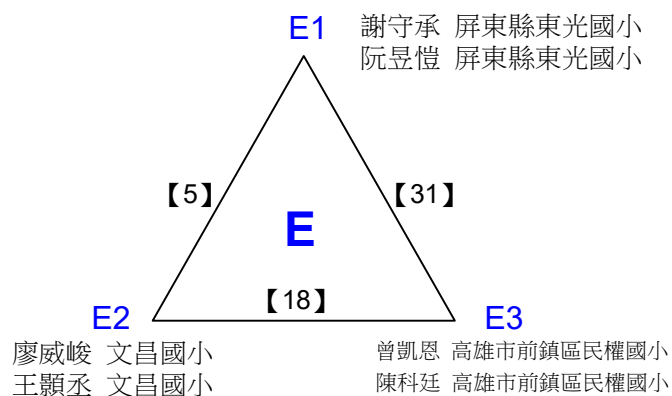 E1
謝守承 屏東縣東光國小
阮昱愷 屏東縣東光國小
【5】
【31】
E
【18】
E2
E3
廖威峻 文昌國小
王顥丞 文昌國小
曾凱恩 高雄市前鎮區民權國小
陳科廷 高雄市前鎮區民權國小